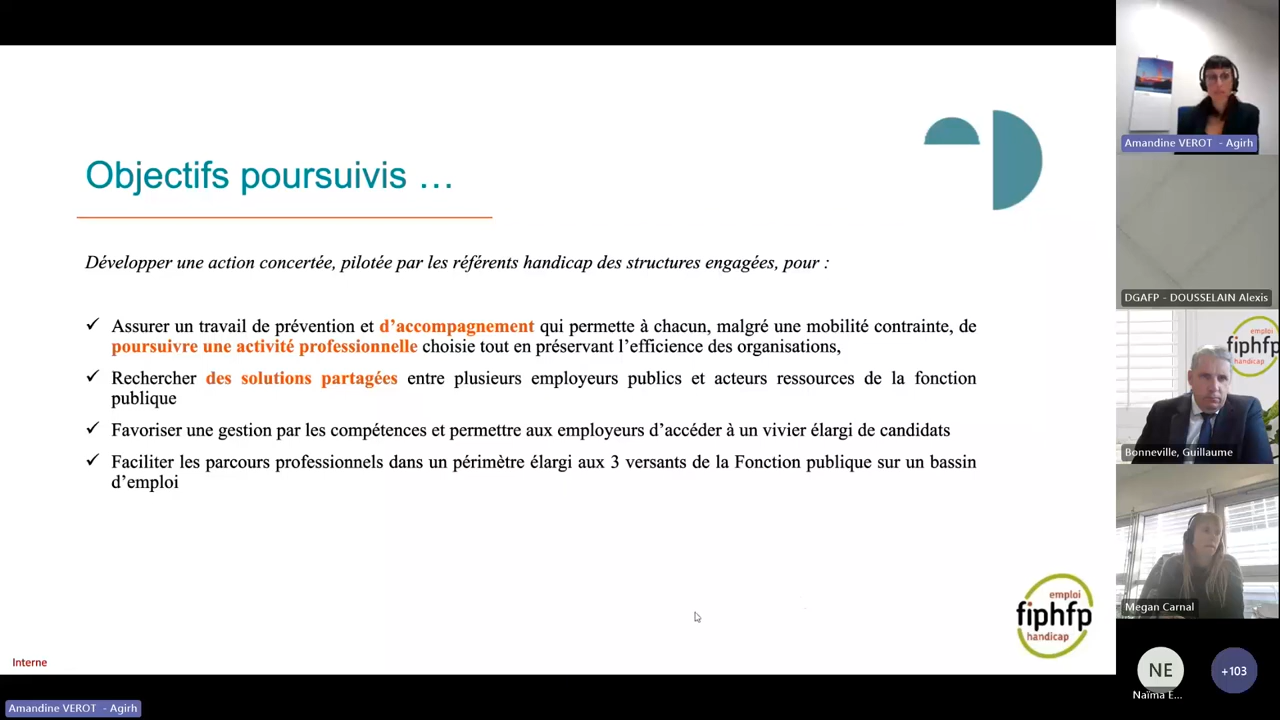 Objectifs poursuivis …
Développer une action concertée, pilotée par les référents handicap des structures engagées, pour :
✓ Assurer un travail de prévention et d’accompagnement qui permette à chacun, malgré une mobilité contrainte, de
poursuivre une activité professionnelle choisie tout en préservant l’efficience des organisations,
✓ Rechercher des solutions partagées entre plusieurs employeurs publics et acteurs ressources de la fonction
publique
✓ Favoriser une gestion par les compétences et permettre aux employeurs d’accéder à un vivier élargi de candidats
✓ Faciliter les parcours professionnels dans un périmètre élargi aux 3 versants de la Fonction publique sur un bassin
d’emploi
emploi
fiphfp
handicap
Interne
Amandine VEROT - Agirh
Amandine VEROT - Agirh
DGAFP - DOUSSELAIN Alexis
emploi
fiphfp
handicap
Bonneville, Guillaume
Megan Carnal
NE
+103
Naïma E...